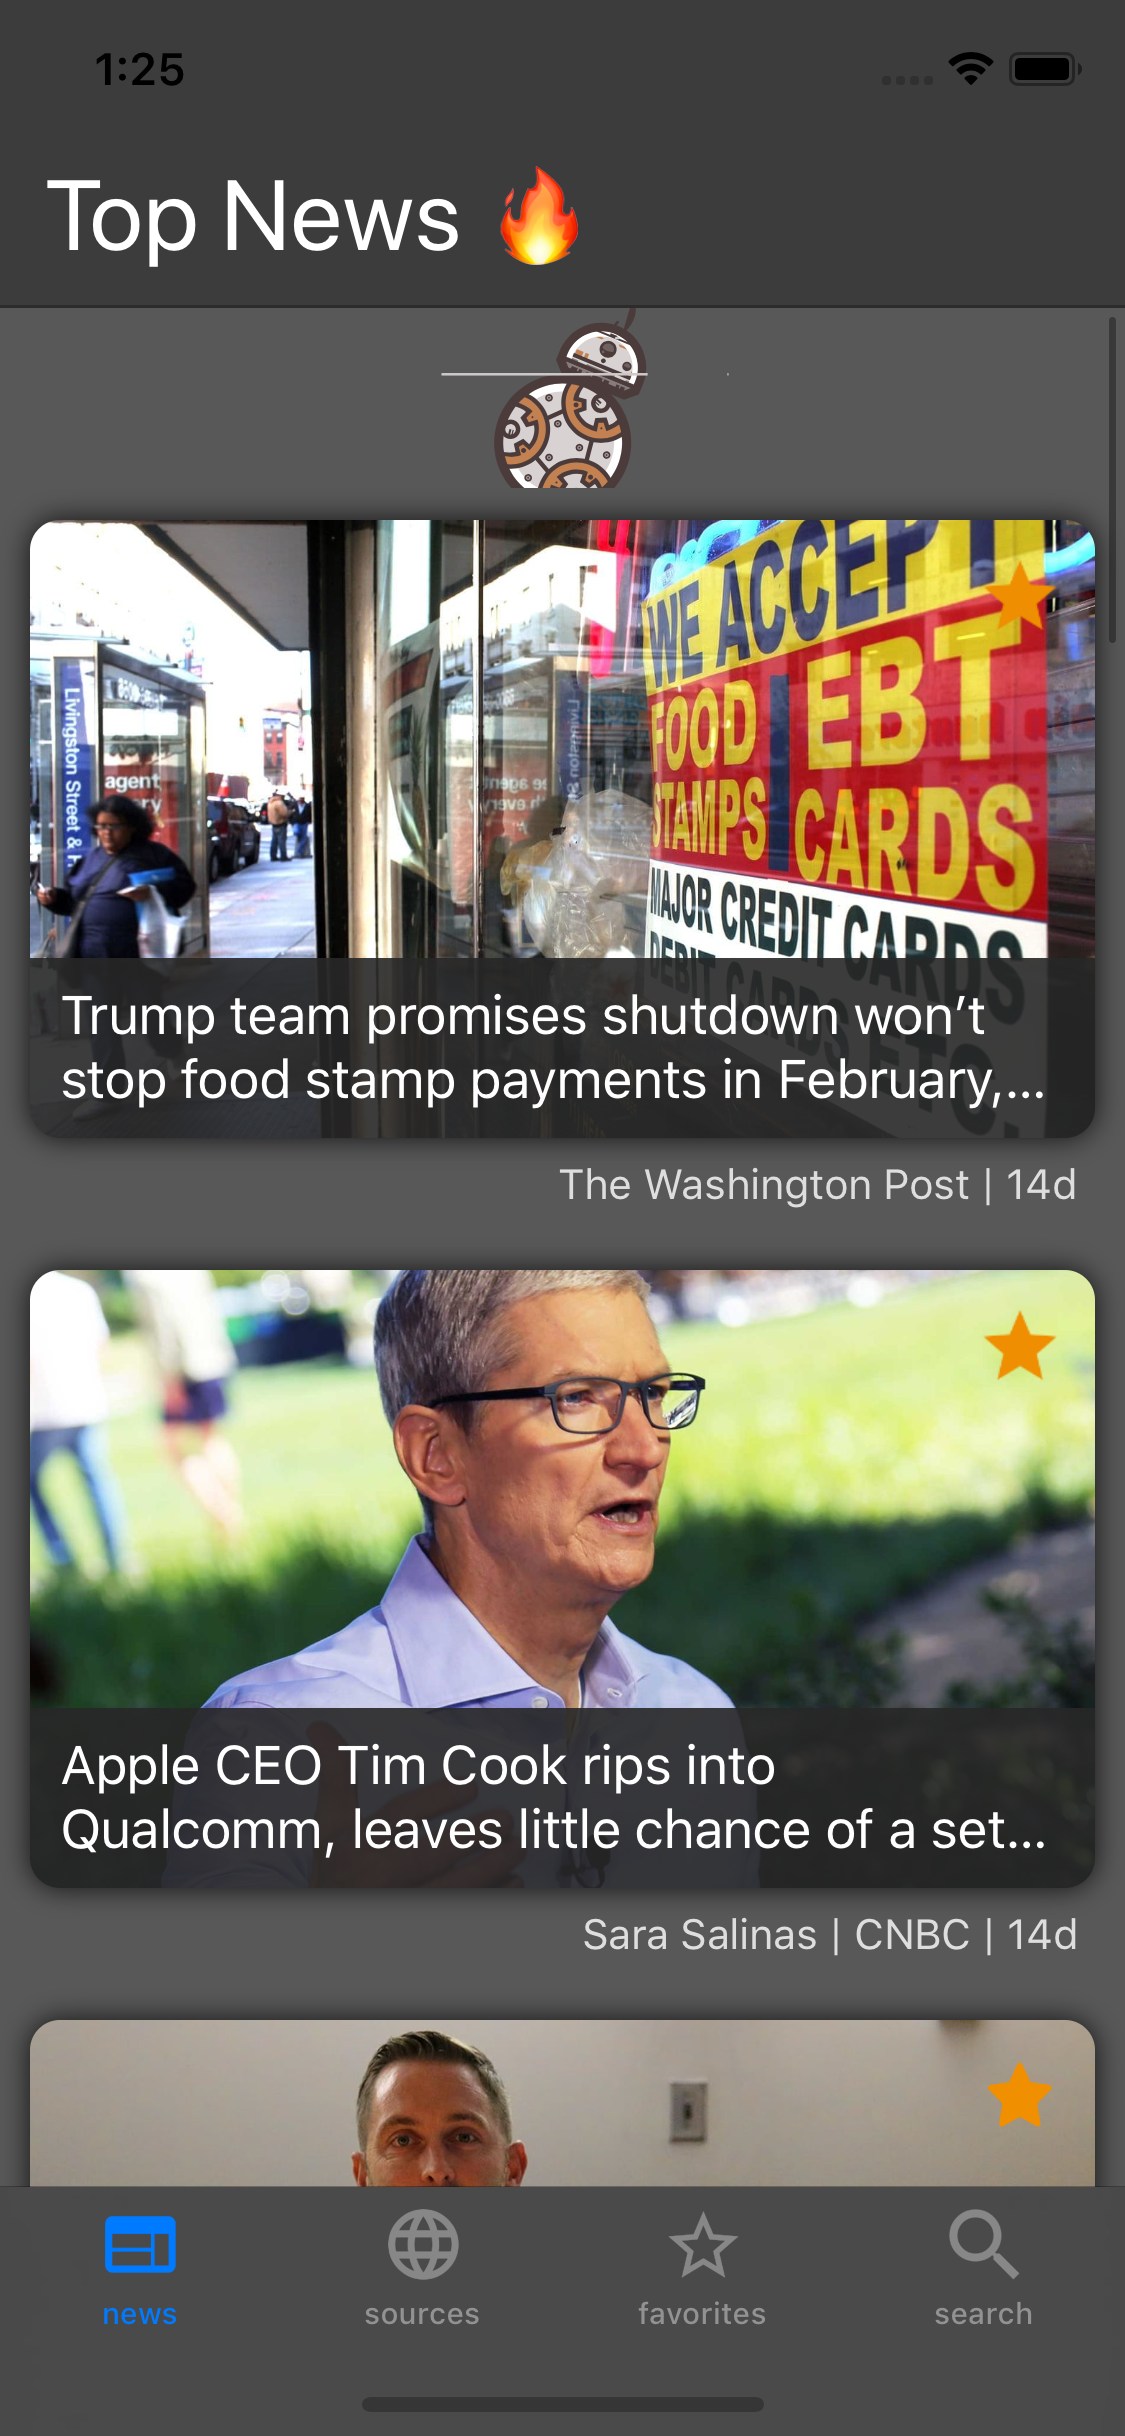 1:25
Top News 🔥
WE ACCEPT
FOOD
STAMPS
EBT
CARDS
MAJOR CREDIT CARDS
DEBIT CARDS ETC.
Livingston Street &
agent
Trump team promises shutdown won’t
stop food stamp payments in February,...
The Washington Post | 14d
Apple CEO Tim Cook rips into
Qualcomm, leaves little chance of a set...
Sara Salinas | CNBC | 14d
news
sources
favorites
search